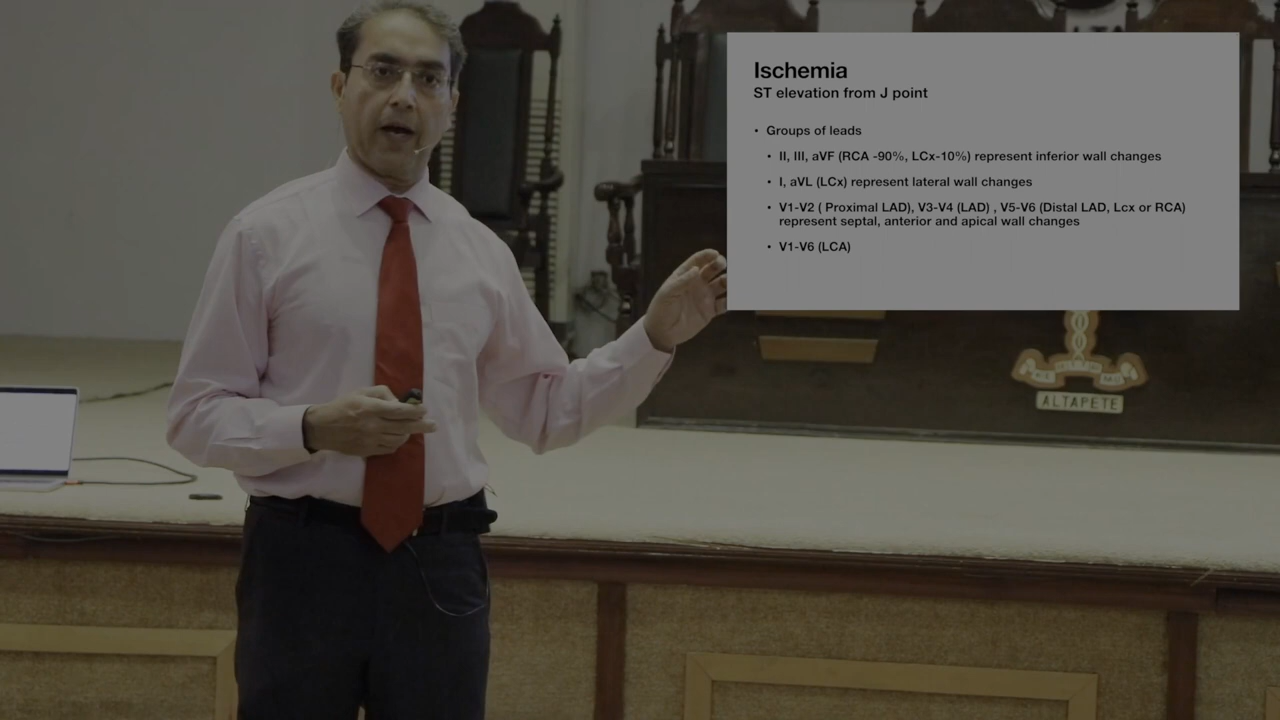 Ischemia
ST elevation from J point
• Groups of leads
• II, III, aVF (RCA -90%, LCx-10%) represent inferior wall changes
• I, aVL (LCx) represent lateral wall changes
• V1-V2 ( Proximal LAD), V3-V4 (LAD) , V5-V6 (Distal LAD, Lcx or RCA)
represent septal, anterior and apical wall changes
• V1-V6 (LCA)
ALTAPETE